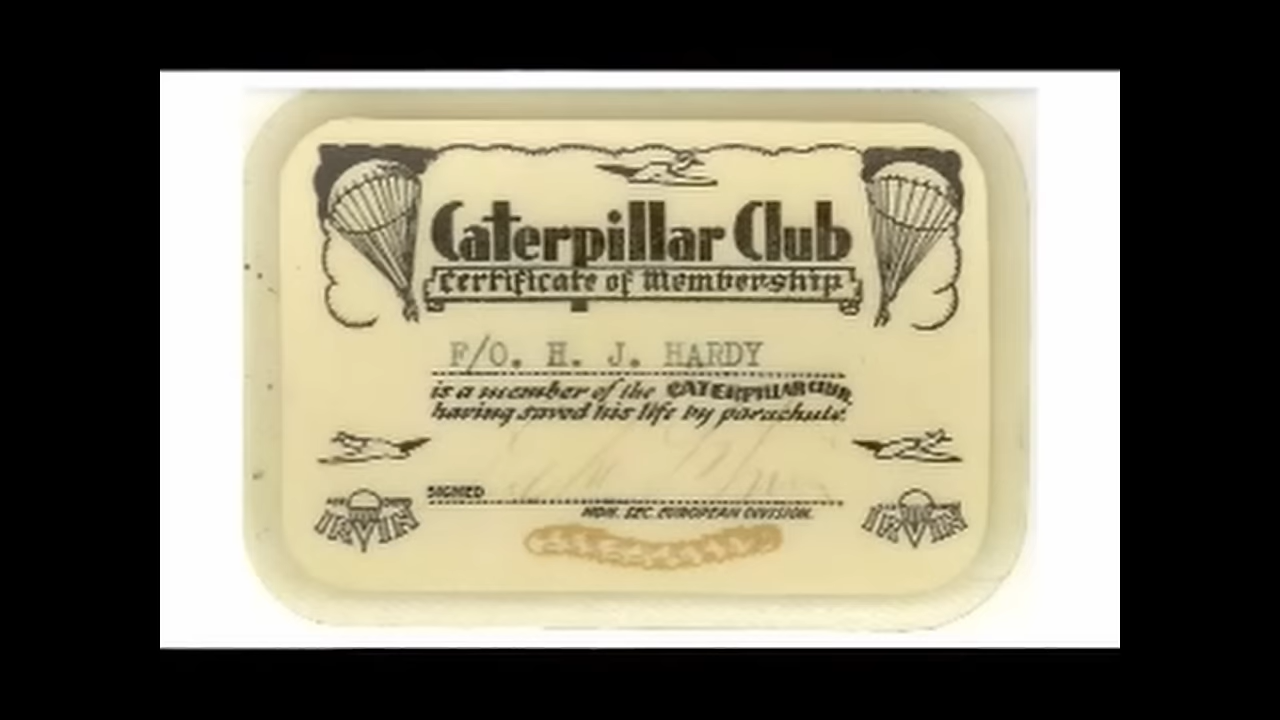 Caterpillar Club
Certificate of Membership
F/O. H. J. HARDY
is a member of the CATERPILLAR CLUB,
having saved his life by parachute.
SIGNED
HON. SEC. EUROPEAN DIVISION.
IRVIN
IRVIN